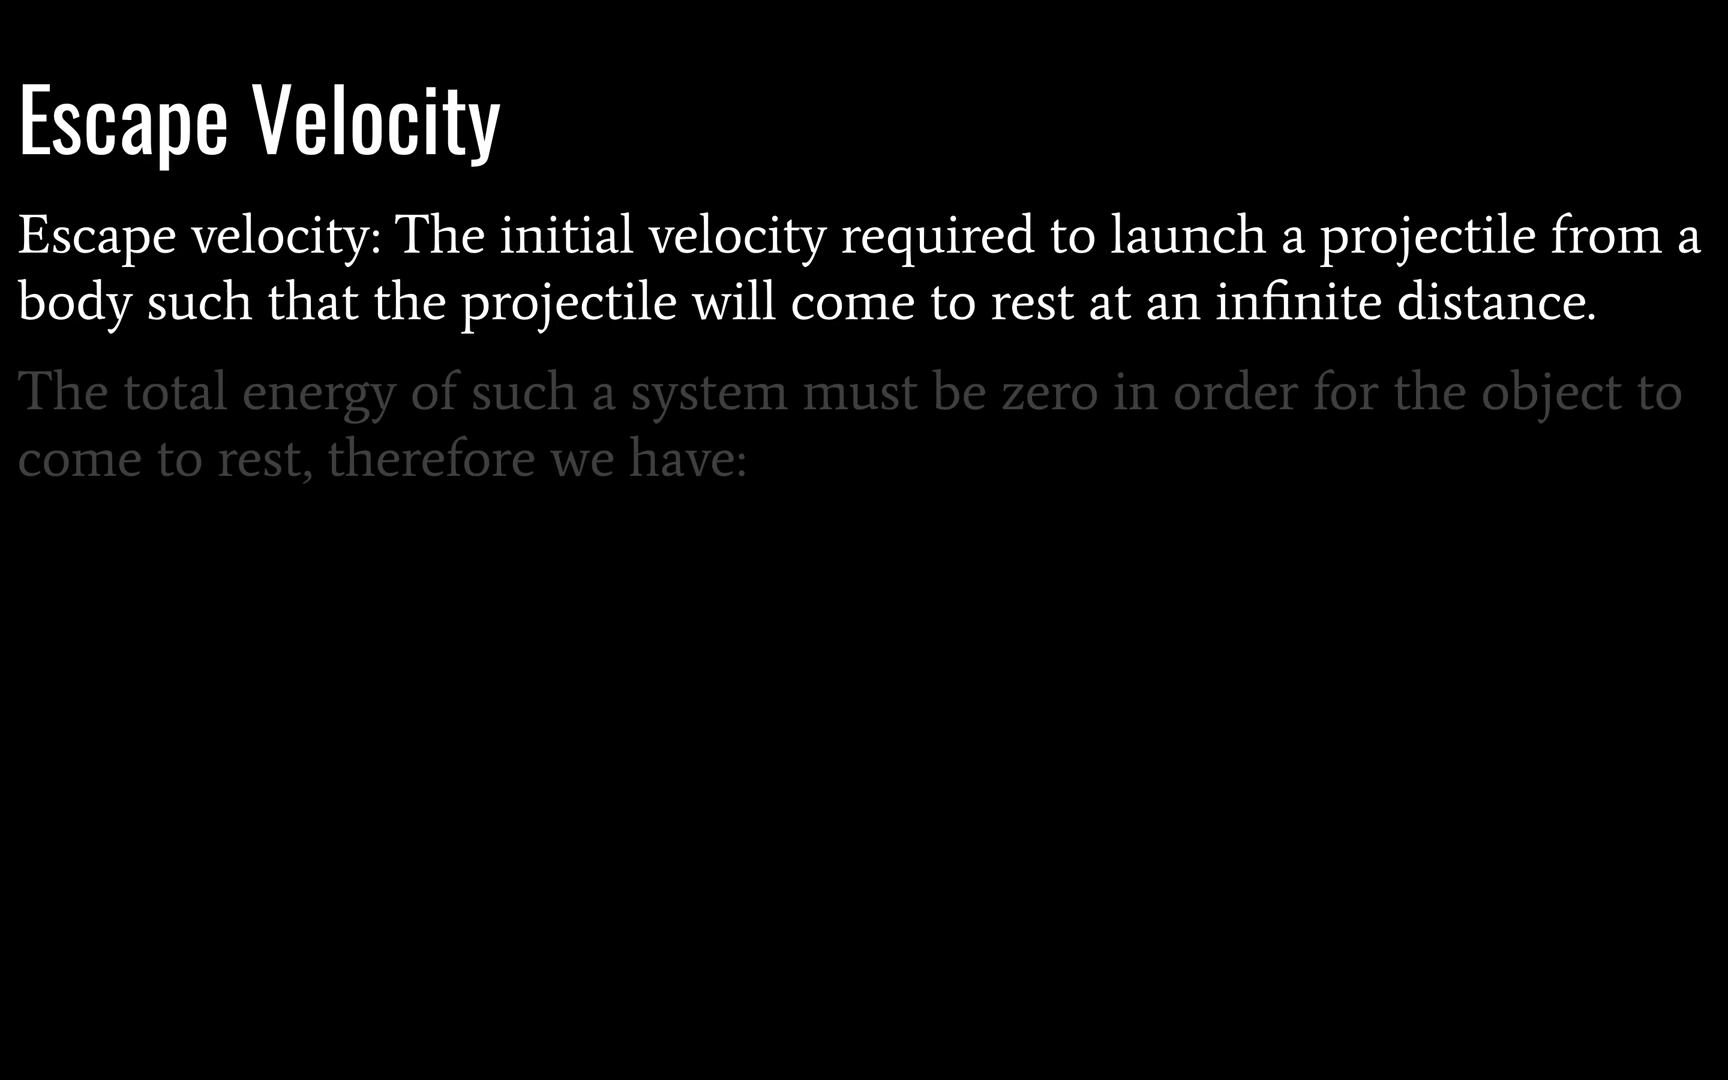 Escape Velocity
Escape velocity: The initial velocity required to launch a projectile from a
body such that the projectile will come to rest at an infinite distance.
The total energy of such a system must be zero in order for the object to
come to rest, therefore we have: